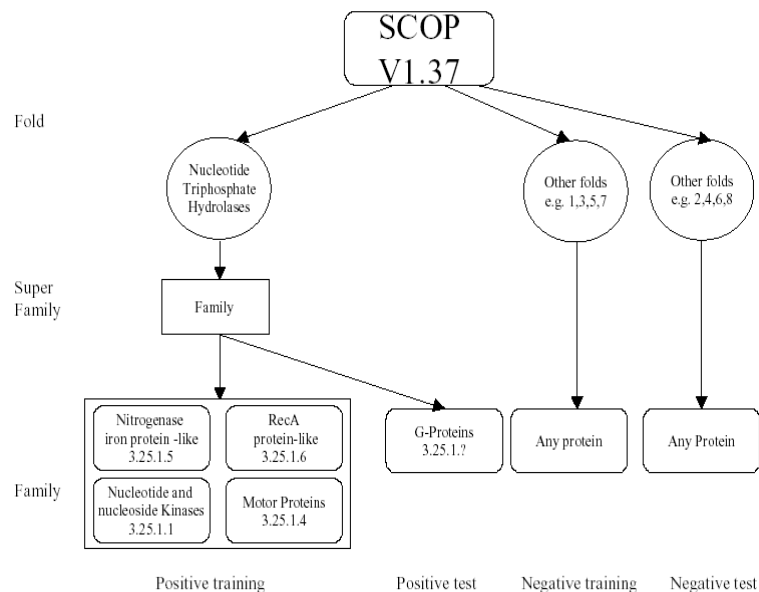 SCOP
V1.37
Fold
Nucleotide
Triphosphate
Hydrolases
Other folds
e.g. 1,3,5,7
Other folds
e.g. 2,4,6,8
Super
Family
Family
Nitrogenase
iron protein -like
3.25.1.5
RecA
protein-like
3.25.1.6
G-Proteins
3.25.1.?
Any protein
Any Protein
Family
Nucleotide and
nucleoside Kinases
3.25.1.1
Motor Proteins
3.25.1.4
Positive training
Positive test
Negative training
Negative test